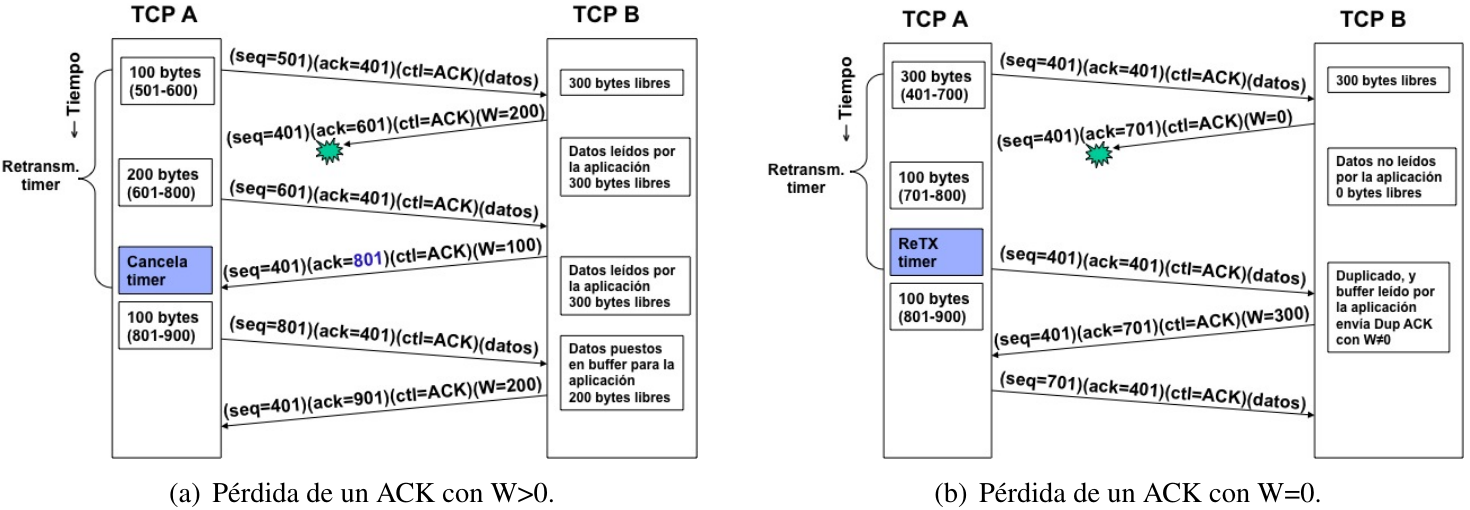 TCP A
TCP B
← Tiempo
Retransm.
timer
100 bytes
(501-600)
(seq=501)(ack=401)(ctl=ACK)(datos)
300 bytes libres
(seq=401)(ack=601)(ctl=ACK)(W=200)
Datos leídos por
la aplicación
300 bytes libres
200 bytes
(601-800)
(seq=601)(ack=401)(ctl=ACK)(datos)
Cancela
timer
(seq=401)(ack=801)(ctl=ACK)(W=100)
Datos leídos por
la aplicación
300 bytes libres
100 bytes
(801-900)
(seq=801)(ack=401)(ctl=ACK)(datos)
Datos puestos
en buffer para la
aplicación
200 bytes libres
(seq=401)(ack=901)(ctl=ACK)(W=200)
(a) Pérdida de un ACK con W>0.
TCP A
TCP B
← Tiempo
Retransm.
timer
300 bytes
(401-700)
(seq=401)(ack=401)(ctl=ACK)(datos)
300 bytes libres
(seq=401)(ack=701)(ctl=ACK)(W=0)
Datos no leídos
por la aplicación
0 bytes libres
100 bytes
(701-800)
ReTX
timer
(seq=401)(ack=401)(ctl=ACK)(datos)
Duplicado, y
buffer leído por
la aplicación
envía Dup ACK
con W≠0
100 bytes
(801-900)
(seq=401)(ack=701)(ctl=ACK)(W=300)
(seq=701)(ack=401)(ctl=ACK)(datos)
(b) Pérdida de un ACK con W=0.